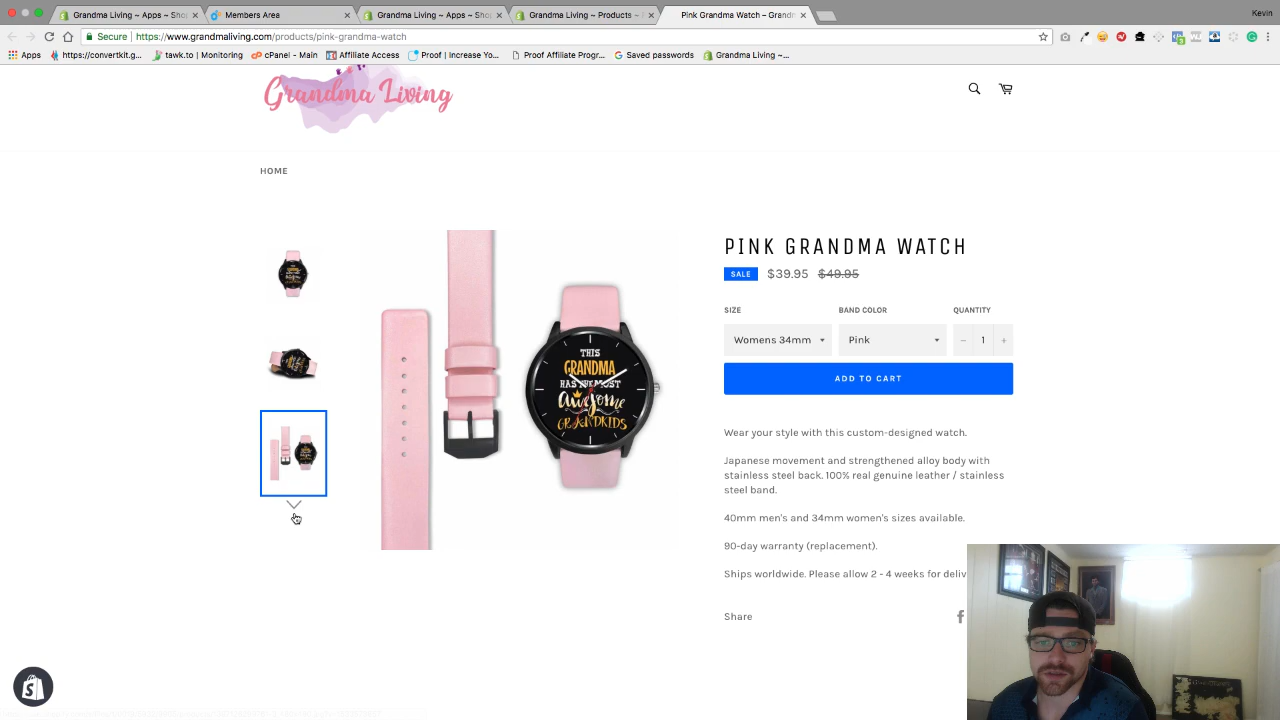 Grandma Living ~ Apps ~ Sho
Members Area
Grandma Living ~ Apps ~ Sho
Grandma Living ~ Products ~
Pink Grandma Watch – Grandm
Kevin
Secure
https://www.grandmaliving.com/products/pink-grandma-watch
Apps
https://convertkit.g...
tawk.to | Monitoring
cPanel - Main
Affiliate Access
Proof | Increase Yo...
Proof Affiliate Progr...
Saved passwords
Grandma Living ~...
Grandma Living
HOME
PINK GRANDMA WATCH
SALE $39.95 $49.95
SIZE BAND COLOR QUANTITY
Womens 34mm Pink − 1 +
ADD TO CART
THIS
GRANDMA
HAS THE MOST
Awesome
GRANDKIDS
Wear your style with this custom-designed watch.
Japanese movement and strengthened alloy body with
stainless steel back. 100% real genuine leather / stainless
steel band.
40mm men's and 34mm women's sizes available.
90-day warranty (replacement).
Ships worldwide. Please allow 2 - 4 weeks for deliv
Share